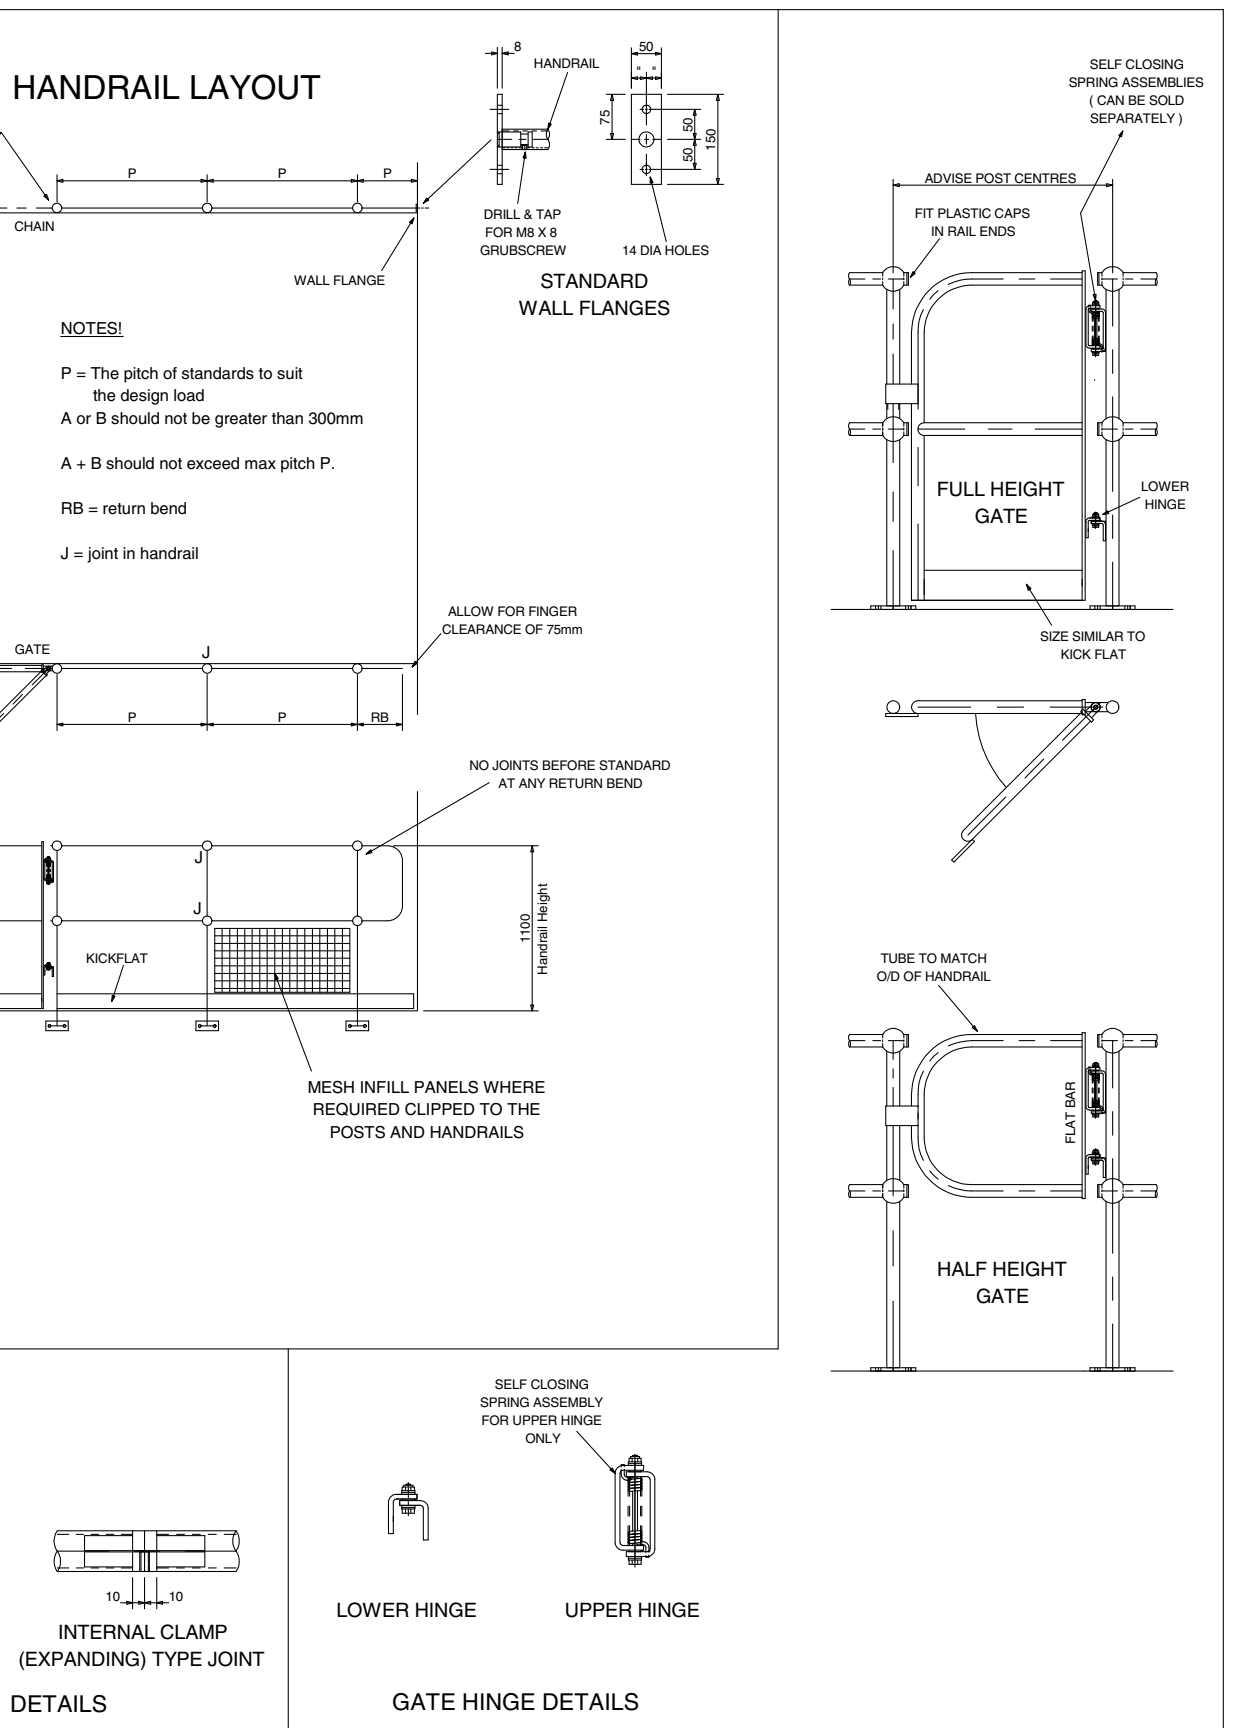 HANDRAIL LAYOUT
8
HANDRAIL
50
" "
75
50
50
150
DRILL & TAP
FOR M8 X 8
GRUBSCREW
14 DIA HOLES
STANDARD
WALL FLANGES
P
P
P
CHAIN
WALL FLANGE
NOTES!
P = The pitch of standards to suit
the design load
A or B should not be greater than 300mm
A + B should not exceed max pitch P.
RB = return bend
J = joint in handrail
ALLOW FOR FINGER
CLEARANCE OF 75mm
GATE
J
P
P
RB
NO JOINTS BEFORE STANDARD
AT ANY RETURN BEND
J
J
1100
Handrail Height
KICKFLAT
MESH INFILL PANELS WHERE
REQUIRED CLIPPED TO THE
POSTS AND HANDRAILS
SELF CLOSING
SPRING ASSEMBLIES
( CAN BE SOLD
SEPARATELY )
ADVISE POST CENTRES
FIT PLASTIC CAPS
IN RAIL ENDS
FULL HEIGHT
GATE
LOWER
HINGE
SIZE SIMILAR TO
KICK FLAT
TUBE TO MATCH
O/D OF HANDRAIL
FLAT BAR
HALF HEIGHT
GATE
10
10
INTERNAL CLAMP
(EXPANDING) TYPE JOINT
DETAILS
SELF CLOSING
SPRING ASSEMBLY
FOR UPPER HINGE
ONLY
LOWER HINGE
UPPER HINGE
GATE HINGE DETAILS